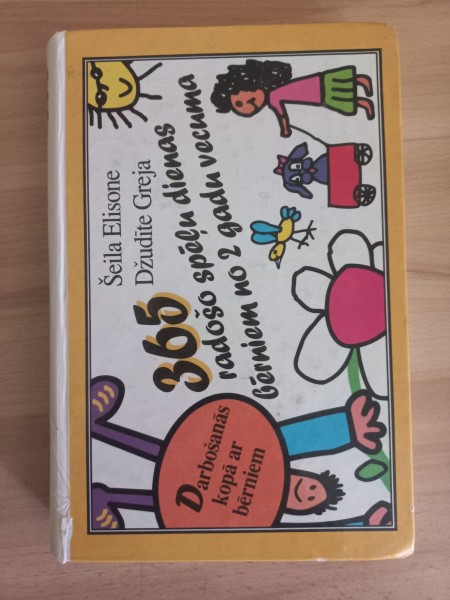 Šeila Elisone
Džudīte Greja
365
radošo spēļu dienas
bērniem no 2 gadu vecuma
Darbošanās
kopā ar
bērniem